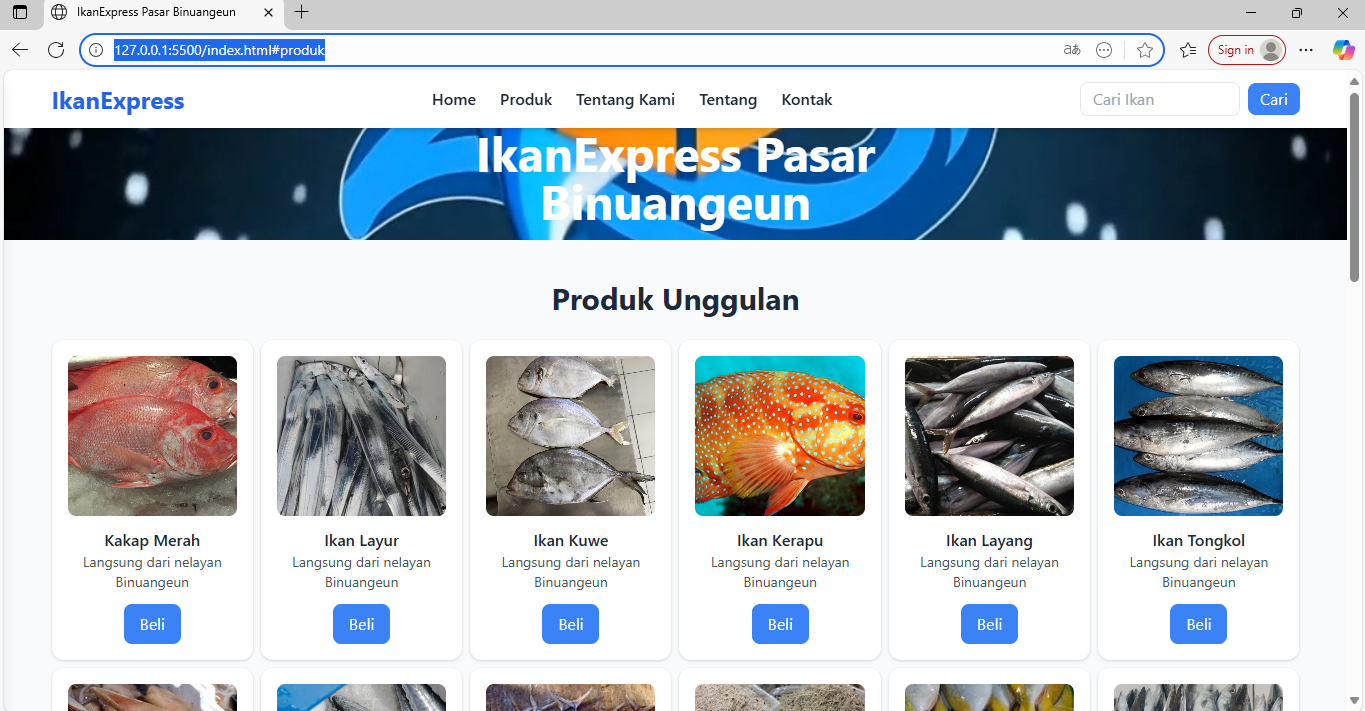 IkanExpress Pasar Binuangeun
127.0.0.1:5500/index.html#produk
aあ
Sign in
IkanExpress
Home
Produk
Tentang Kami
Tentang
Kontak
Cari Ikan
Cari
IkanExpress Pasar
Binuangeun
Produk Unggulan
Kakap Merah
Langsung dari nelayan
Binuangeun
Beli
Ikan Layur
Langsung dari nelayan
Binuangeun
Beli
Ikan Kuwe
Langsung dari nelayan
Binuangeun
Beli
Ikan Kerapu
Langsung dari nelayan
Binuangeun
Beli
Ikan Layang
Langsung dari nelayan
Binuangeun
Beli
Ikan Tongkol
Langsung dari nelayan
Binuangeun
Beli